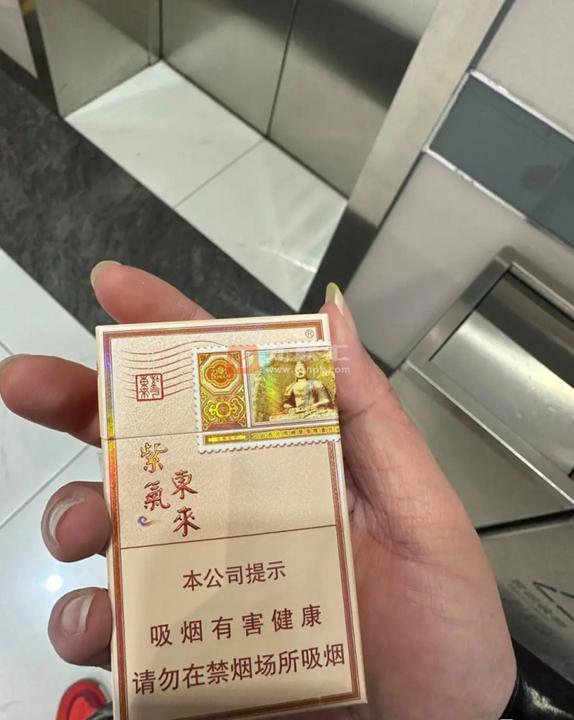 ®
紫氣
東來
本公司提示
吸烟有害健康
请勿在禁烟场所吸烟